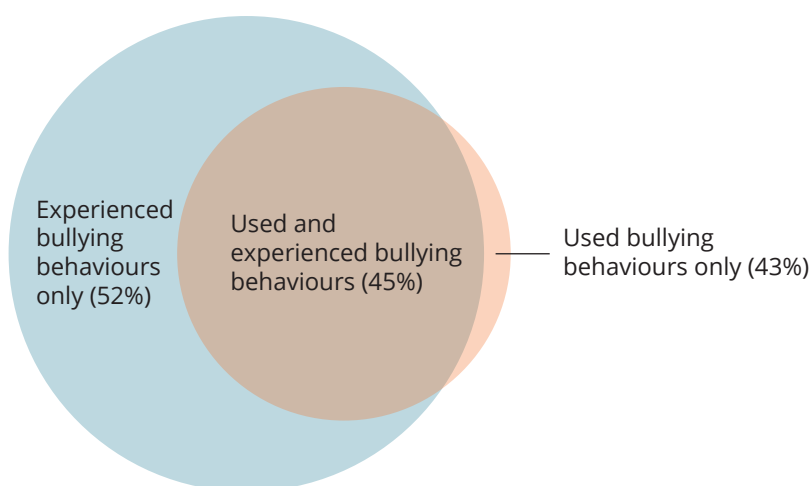 Experienced
bullying
behaviours
only (52%)
Used and
experienced bullying
behaviours (45%)
Used bullying
behaviours only (43%)